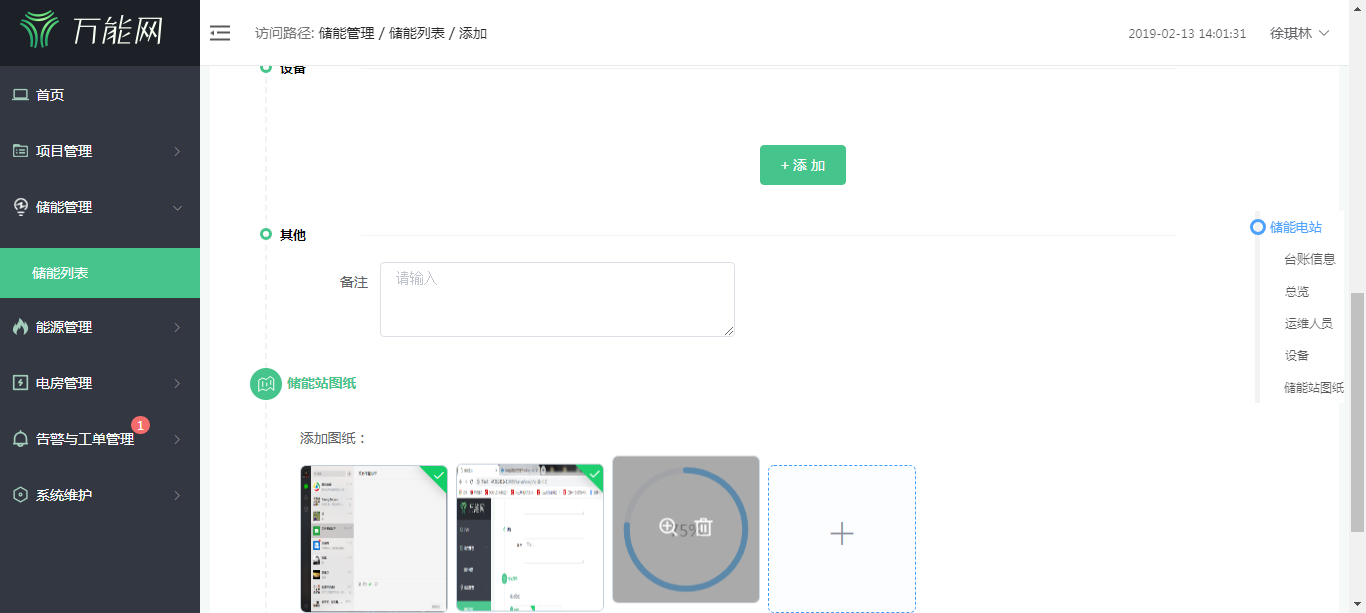 万能网
访问路径: 储能管理 / 储能列表 / 添加
2019-02-13 14:01:31
徐琪林
首页
项目管理
储能管理
储能列表
能源管理
电房管理
告警与工单管理
1
系统维护
设备
+ 添 加
其他
备注
请输入
储能站图纸
添加图纸：
储能电站
台账信息
总览
运维人员
设备
储能站图纸